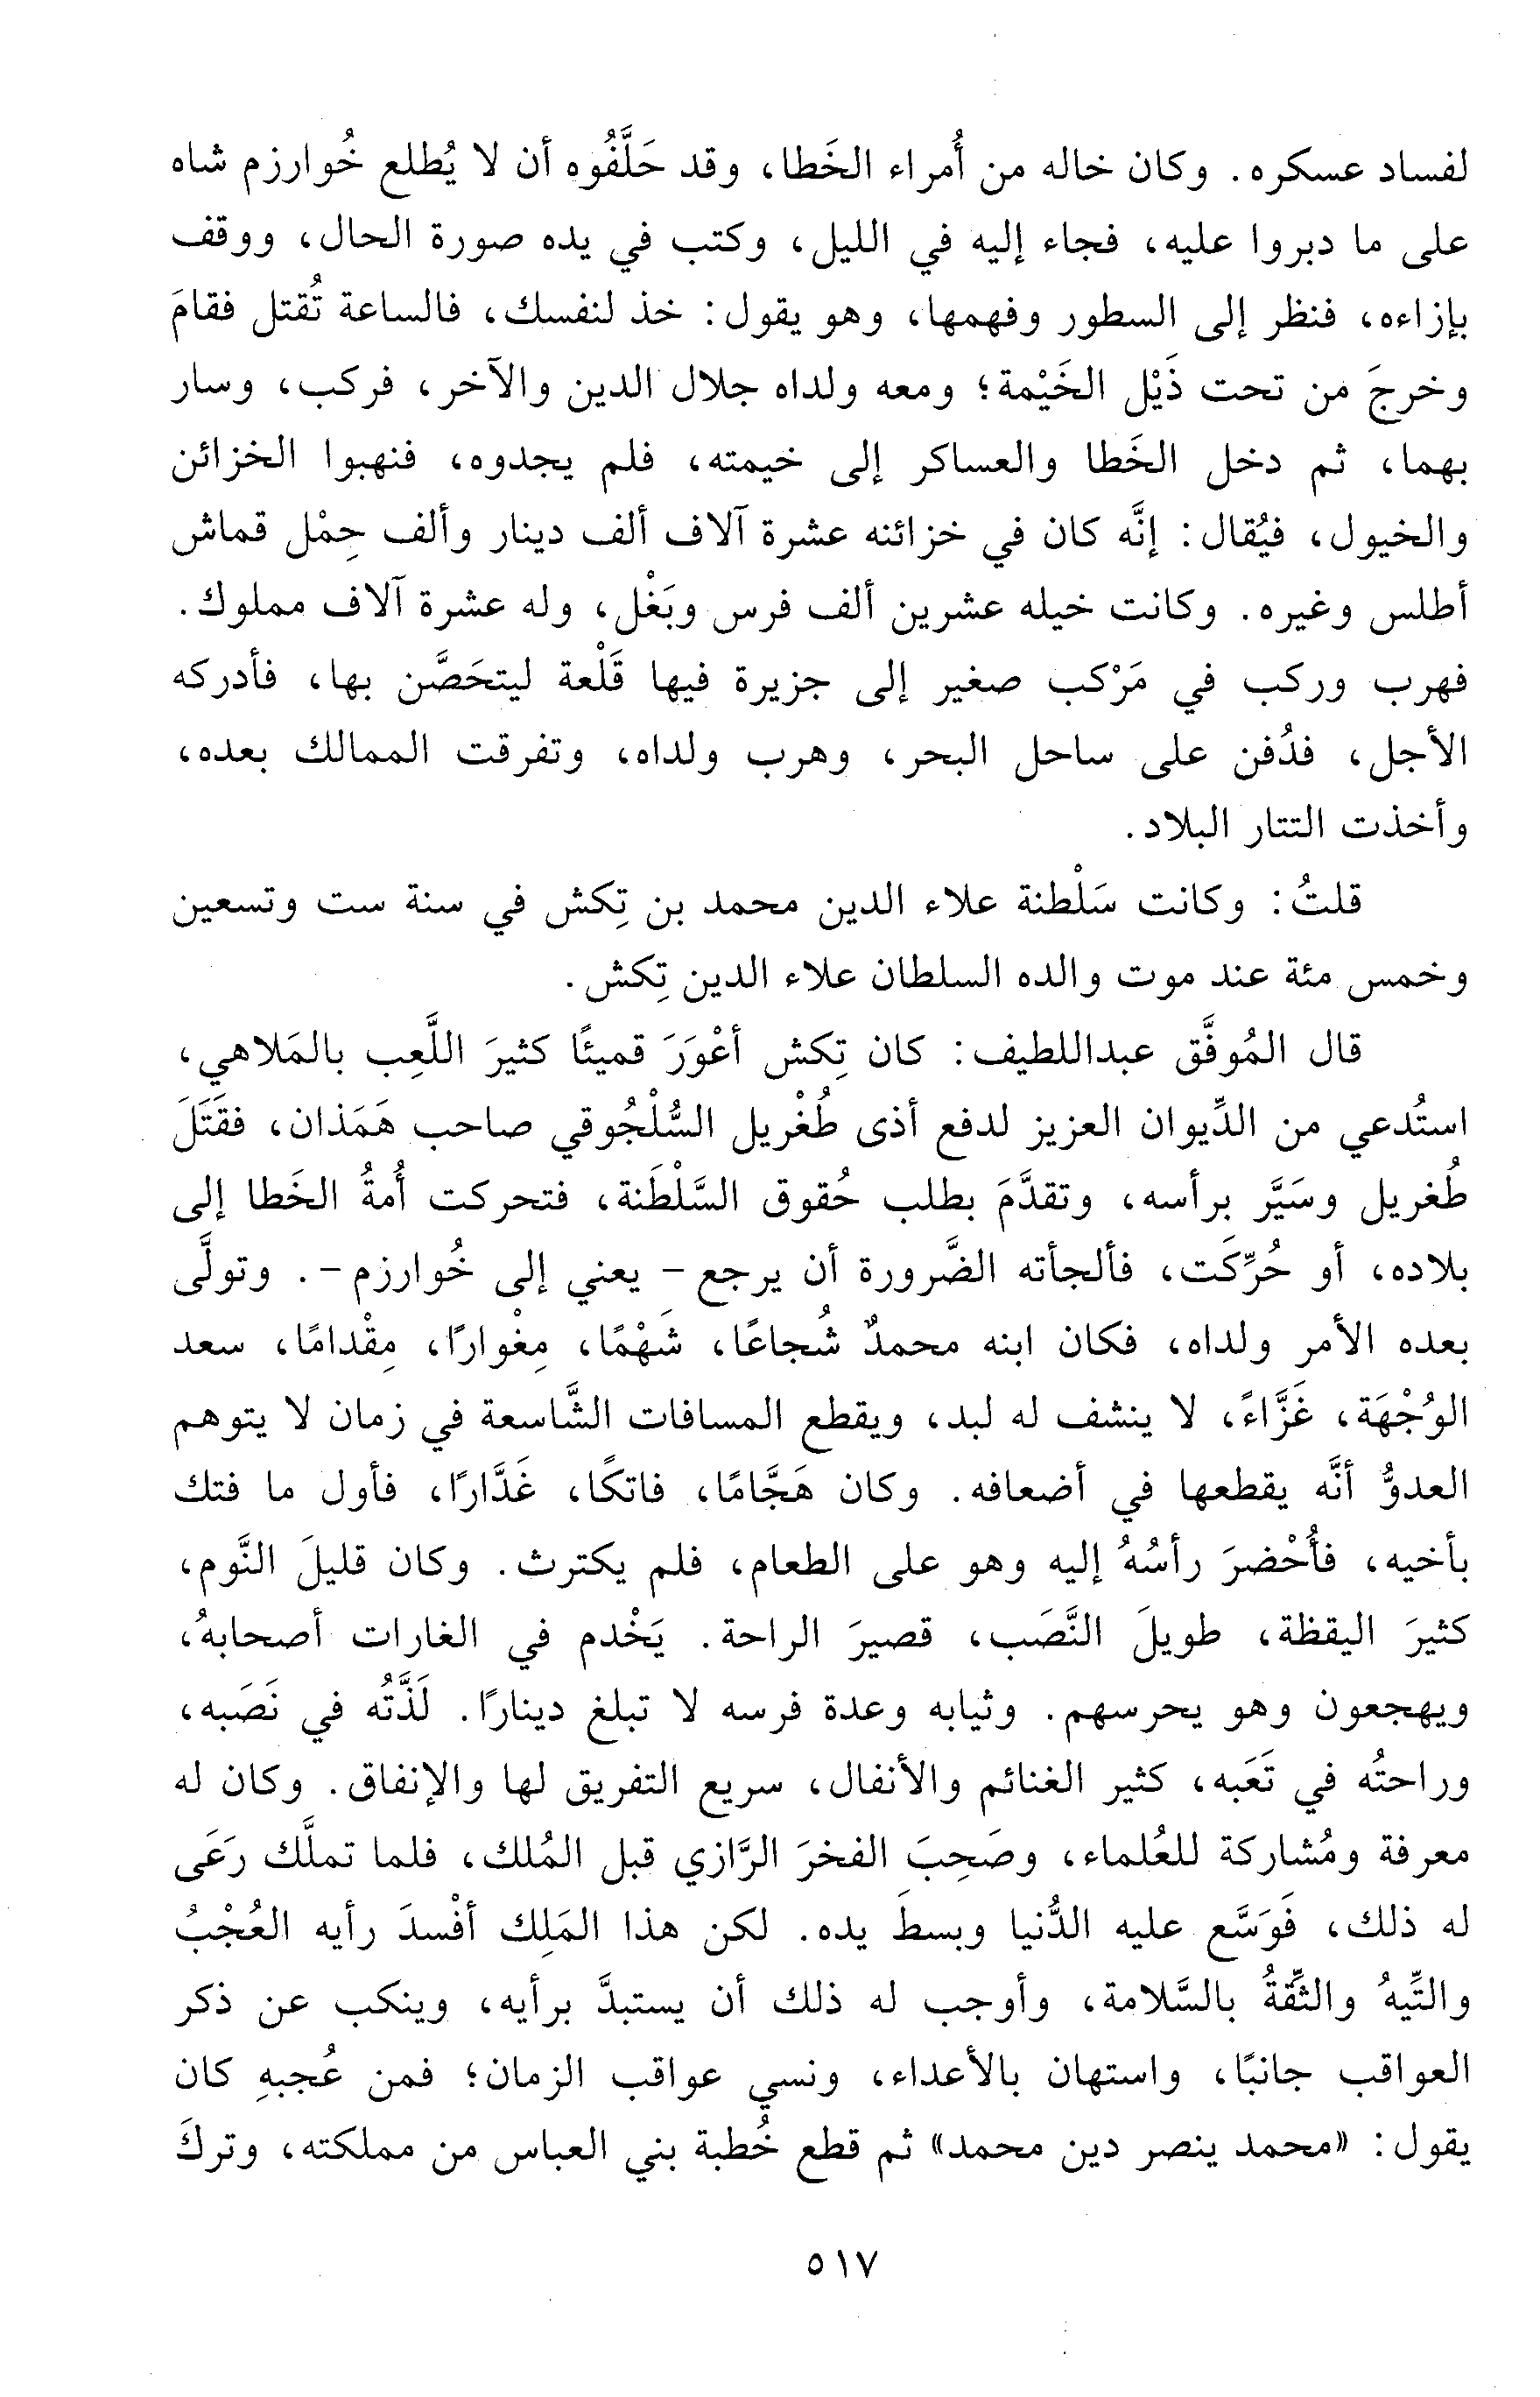 لفساد عسكره. وكان خاله من أُمراء الخَطا، وقد حَلَّفُوه أن لا يُطلع خُوارزم شاه
على ما دبروا عليه، فجاء إليه في الليل، وكتب في يده صورة الحال، ووقف
بإزاءه، فنظر إلى السطور وفهمها، وهو يقول: خذ لنفسك، فالساعة تُقتل فقامَ
وخرجَ من تحت ذَيْل الخَيْمة؛ ومعه ولداه جلال الدين والآخر، فركب، وسار
بهما، ثم دخل الخَطا والعساكر إلى خيمته، فلم يجدوه، فنهبوا الخزائن
والخيول، فيُقال: إنَّه كان في خزائنه عشرة آلاف ألف دينار وألف حِمْل قماش
أطلس وغيره. وكانت خيله عشرين ألف فرس وبَغْل، وله عشرة آلاف مملوك.
فهرب وركب في مَرْكب صغير إلى جزيرة فيها قَلْعة ليتحَصَّن بها، فأدركه
الأجل، فدُفن على ساحل البحر، وهرب ولداه، وتفرقت الممالك بعده،
وأخذت التتار البلاد.
قلتُ: وكانت سَلْطنة علاء الدين محمد بن تِكش في سنة ست وتسعين
وخمس مئة عند موت والده السلطان علاء الدين تِكش.
قال المُوفَّق عبداللطيف: كان تِكش أعْوَرَ قميئًا كثيرَ اللَّعِب بالمَلاهي،
استُدعي من الدِّيوان العزيز لدفع أذى طُغْريل السُّلْجُوقي صاحب هَمَذان، فقَتَلَ
طُغريل وسَيَّر برأسه، وتقدَّمَ بطلب حُقوق السَّلْطَنة، فتحركت أُمةُ الخَطا إلى
بلاده، أو حُرِّكَت، فألجأته الضَّرورة أن يرجع - يعني إلى خُوارزم -. وتولَّى
بعده الأمر ولداه، فكان ابنه محمدٌ شُجاعًا، شَهْمًا، مِغْوارًا، مِقْدامًا، سعد
الوُجْهَة، غَزَّاءً، لا ينشف له لبد، ويقطع المسافات الشَّاسعة في زمان لا يتوهم
العدوُّ أنَّه يقطعها في أضعافه. وكان هَجَّامًا، فاتكًا، غَدَّارًا، فأول ما فتك
بأخيه، فأُحْضرَ رأسُهُ إليه وهو على الطعام، فلم يكترث. وكان قليلَ النَّوم،
كثيرَ اليقظة، طويلَ النَّصَب، قصيرَ الراحة. يَخْدم في الغارات أصحابهُ،
ويهجعون وهو يحرسهم. وثيابه وعدة فرسه لا تبلغ دينارًا. لَذَّتُه في نَصَبه،
وراحتُه في تَعَبه، كثير الغنائم والأنفال، سريع التفريق لها والإنفاق. وكان له
معرفة ومُشاركة للعُلماء، وصَحِبَ الفخرَ الرَّازي قبل المُلك، فلما تملَّك رَعَى
له ذلك، فَوَسَّع عليه الدُّنيا وبسطَ يده. لكن هذا المَلِك أفْسدَ رأيه العُجْبُ
والتِّيهُ والثِّقةُ بالسَّلامة، وأوجب له ذلك أن يستبدَّ برأيه، وينكب عن ذكر
العواقب جانبًا، واستهان بالأعداء، ونسي عواقب الزمان؛ فمن عُجبهِ كان
يقول: «محمد ينصر دين محمد» ثم قطع خُطبة بني العباس من مملكته، وتركَ
٥١٧